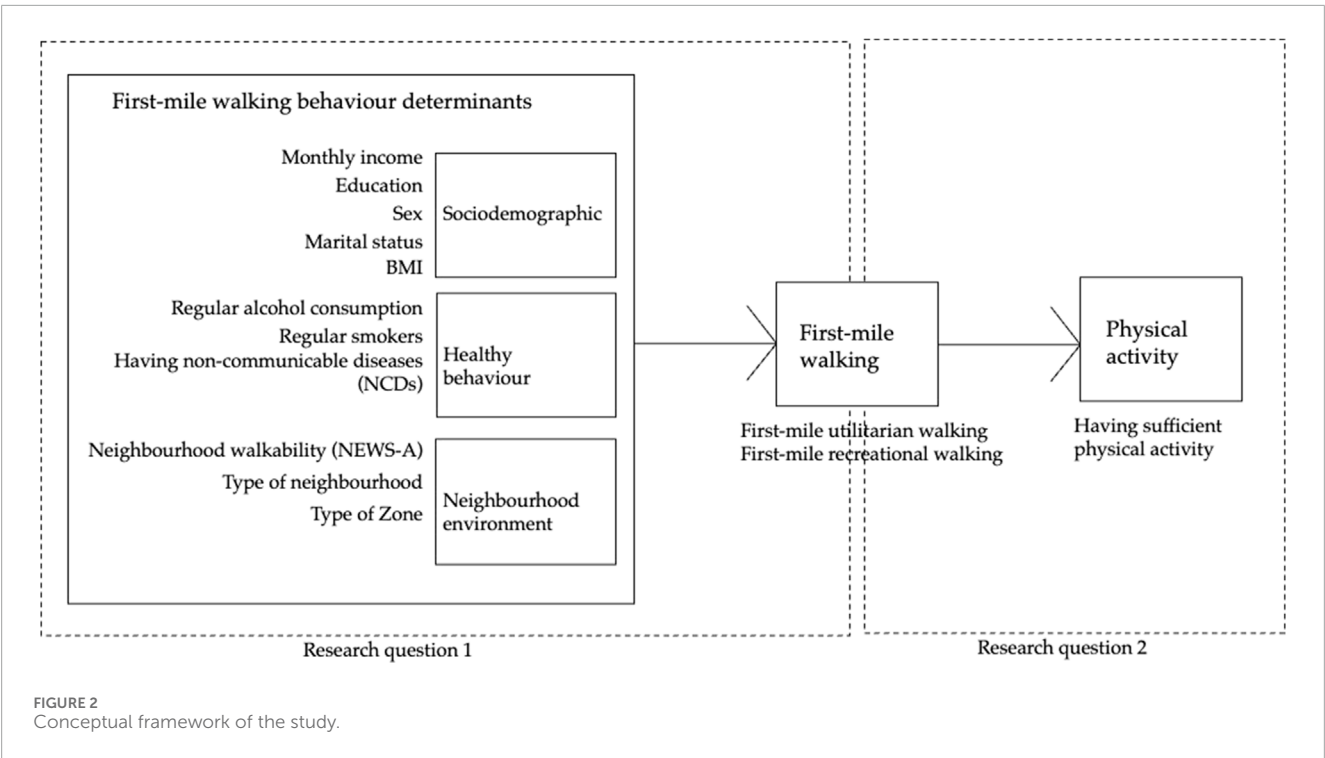 First-mile walking behaviour determinants
Monthly income
Education
Sex
Marital status
BMI
Sociodemographic
Regular alcohol consumption
Regular smokers
Having non-communicable diseases
(NCDs)
Healthy
behaviour
Neighbourhood walkability (NEWS-A)
Type of neighbourhood
Type of Zone
Neighbourhood
environment
First-mile
walking
First-mile utilitarian walking
First-mile recreational walking
Physical
activity
Having sufficient
physical activity
Research question 1
Research question 2
FIGURE 2
Conceptual framework of the study.